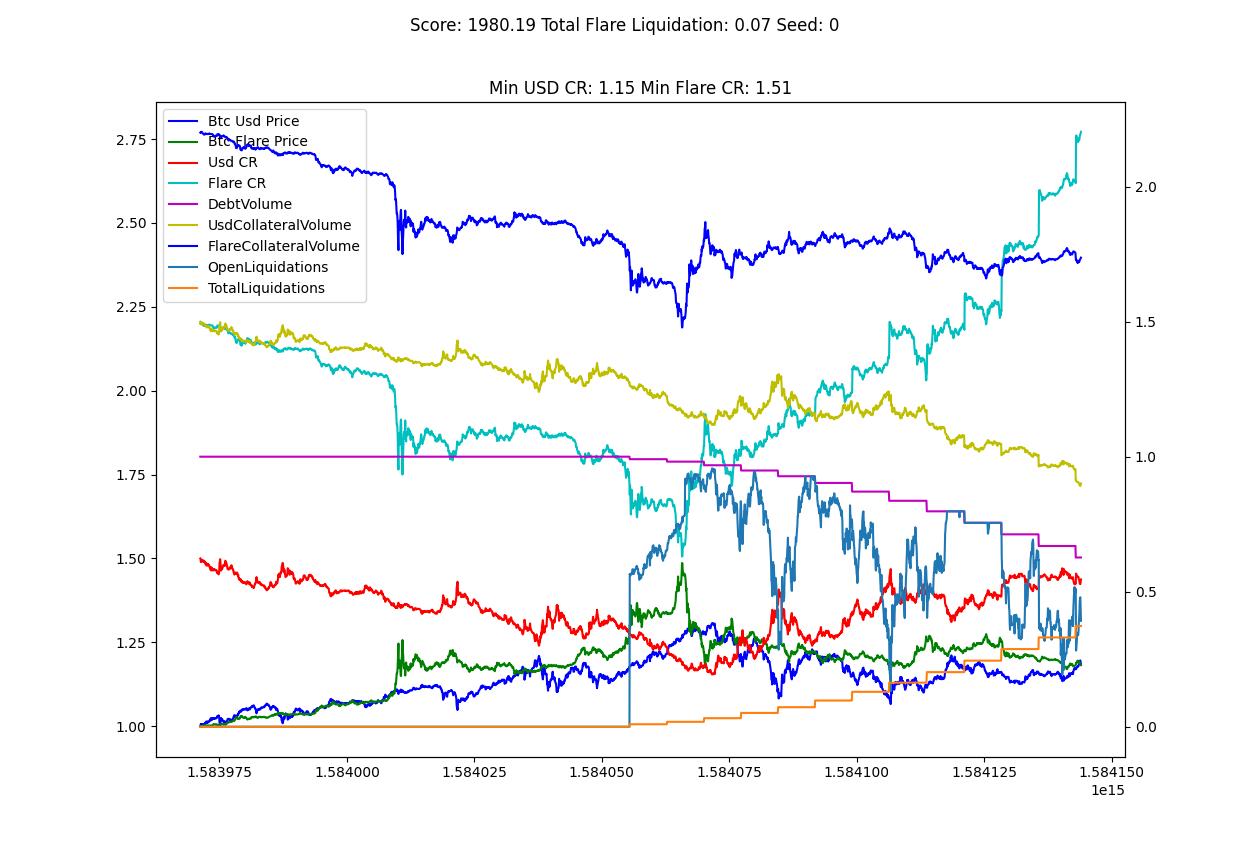 Score: 1980.19 Total Flare Liquidation: 0.07 Seed: 0
Min USD CR: 1.15 Min Flare CR: 1.51
Btc Usd Price
Btc Flare Price
Usd CR
Flare CR
DebtVolume
UsdCollateralVolume
FlareCollateralVolume
OpenLiquidations
TotalLiquidations
2.75
2.50
2.25
2.00
1.75
1.50
1.25
1.00
2.0
1.5
1.0
0.5
0.0
1.583975
1.584000
1.584025
1.584050
1.584075
1.584100
1.584125
1.584150
1e15